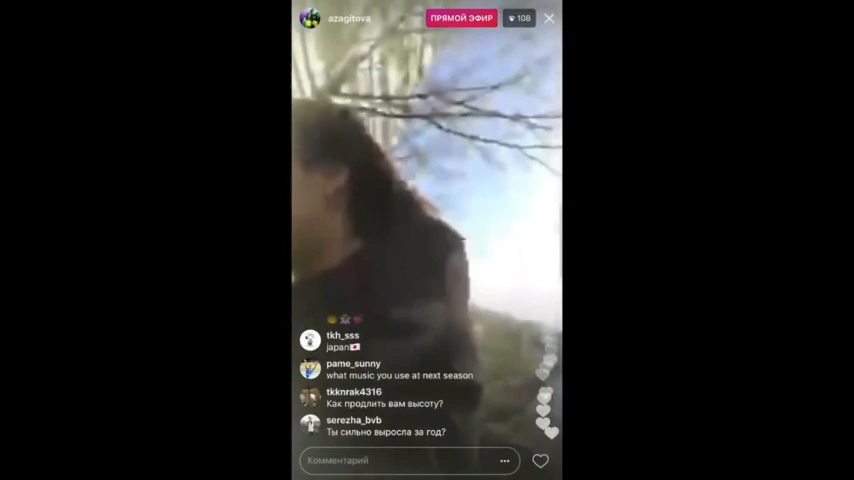 azagitova
ПРЯМОЙ ЭФИР
108
tkh_sss
japan🇯🇵
pame_sunny
what music you use at next season
tkknrak4316
Как продлить вам высоту?
serezha_bvb
Ты сильно выросла за год?
Комментарий